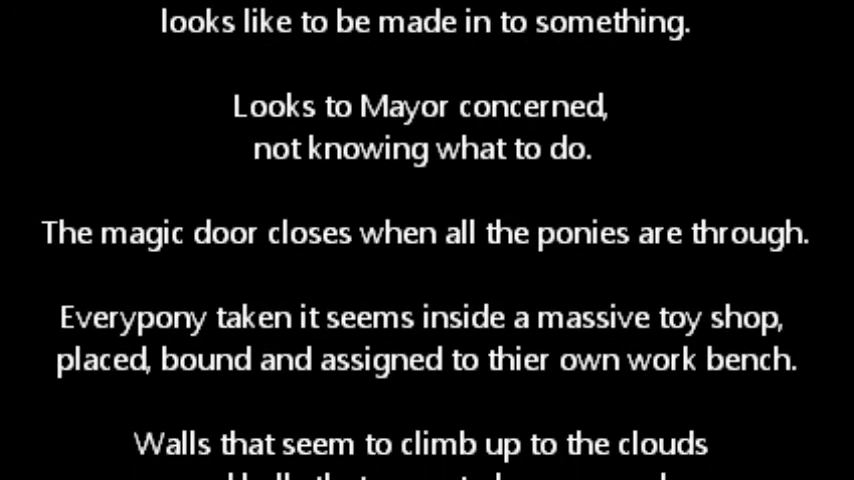 looks like to be made in to something.
Looks to Mayor concerned,
not knowing what to do.
The magic door closes when all the ponies are through.
Everypony taken it seems inside a massive toy shop,
placed, bound and assigned to thier own work bench.
Walls that seem to climb up to the clouds